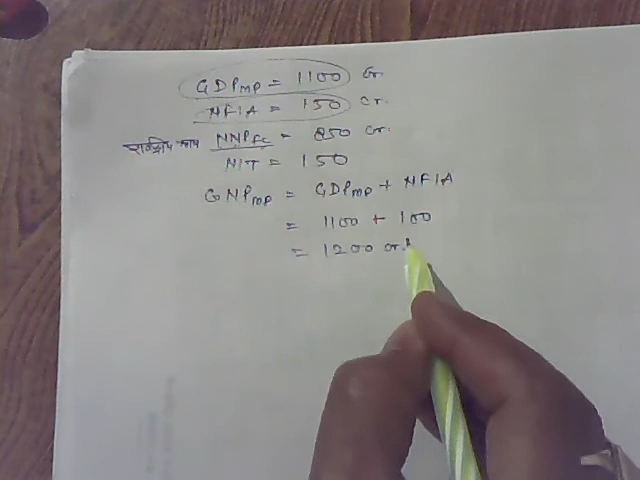 GDPMP = 1100 cr.
NFIA = 150 cr.
राष्ट्रीय आय NNPFC = 850 cr.
NIT = 150
GNPMP = GDPMP + NFIA
= 1100 + 100
= 1200 cr.